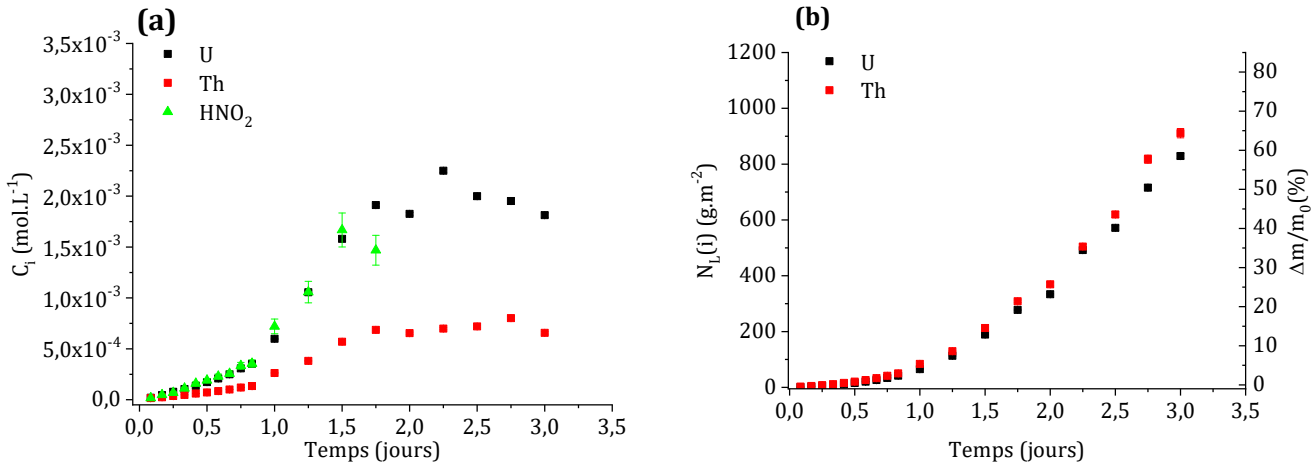 (a)
3,5x10⁻³
3,0x10⁻³
2,5x10⁻³
2,0x10⁻³
1,5x10⁻³
1,0x10⁻³
5,0x10⁻⁴
0,0
Cᵢ (mol.L⁻¹)
U
Th
HNO₂
0,0 0,5 1,0 1,5 2,0 2,5 3,0 3,5
Temps (jours)
(b)
1200
1000
800
600
400
200
0
N_L(i) (g.m⁻²)
U
Th
80
70
60
50
40
30
20
10
0
Δm/m₀(%)
0,0 0,5 1,0 1,5 2,0 2,5 3,0 3,5
Temps (jours)